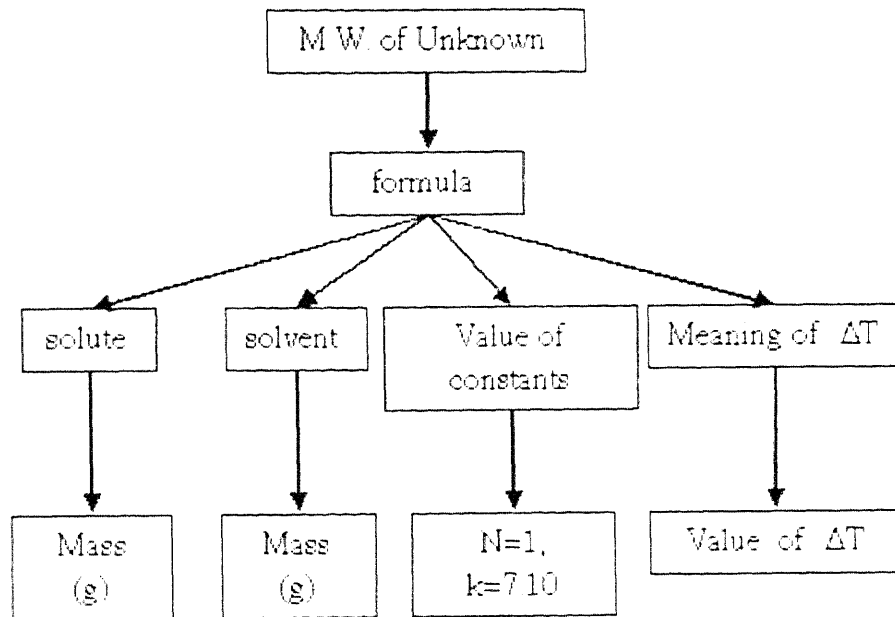 M.W. of Unknown
formula
solute
solvent
Value of
constants
Meaning of ΔT
Mass
(g)
Mass
(g)
N=1,
k=7.10
Value of ΔT